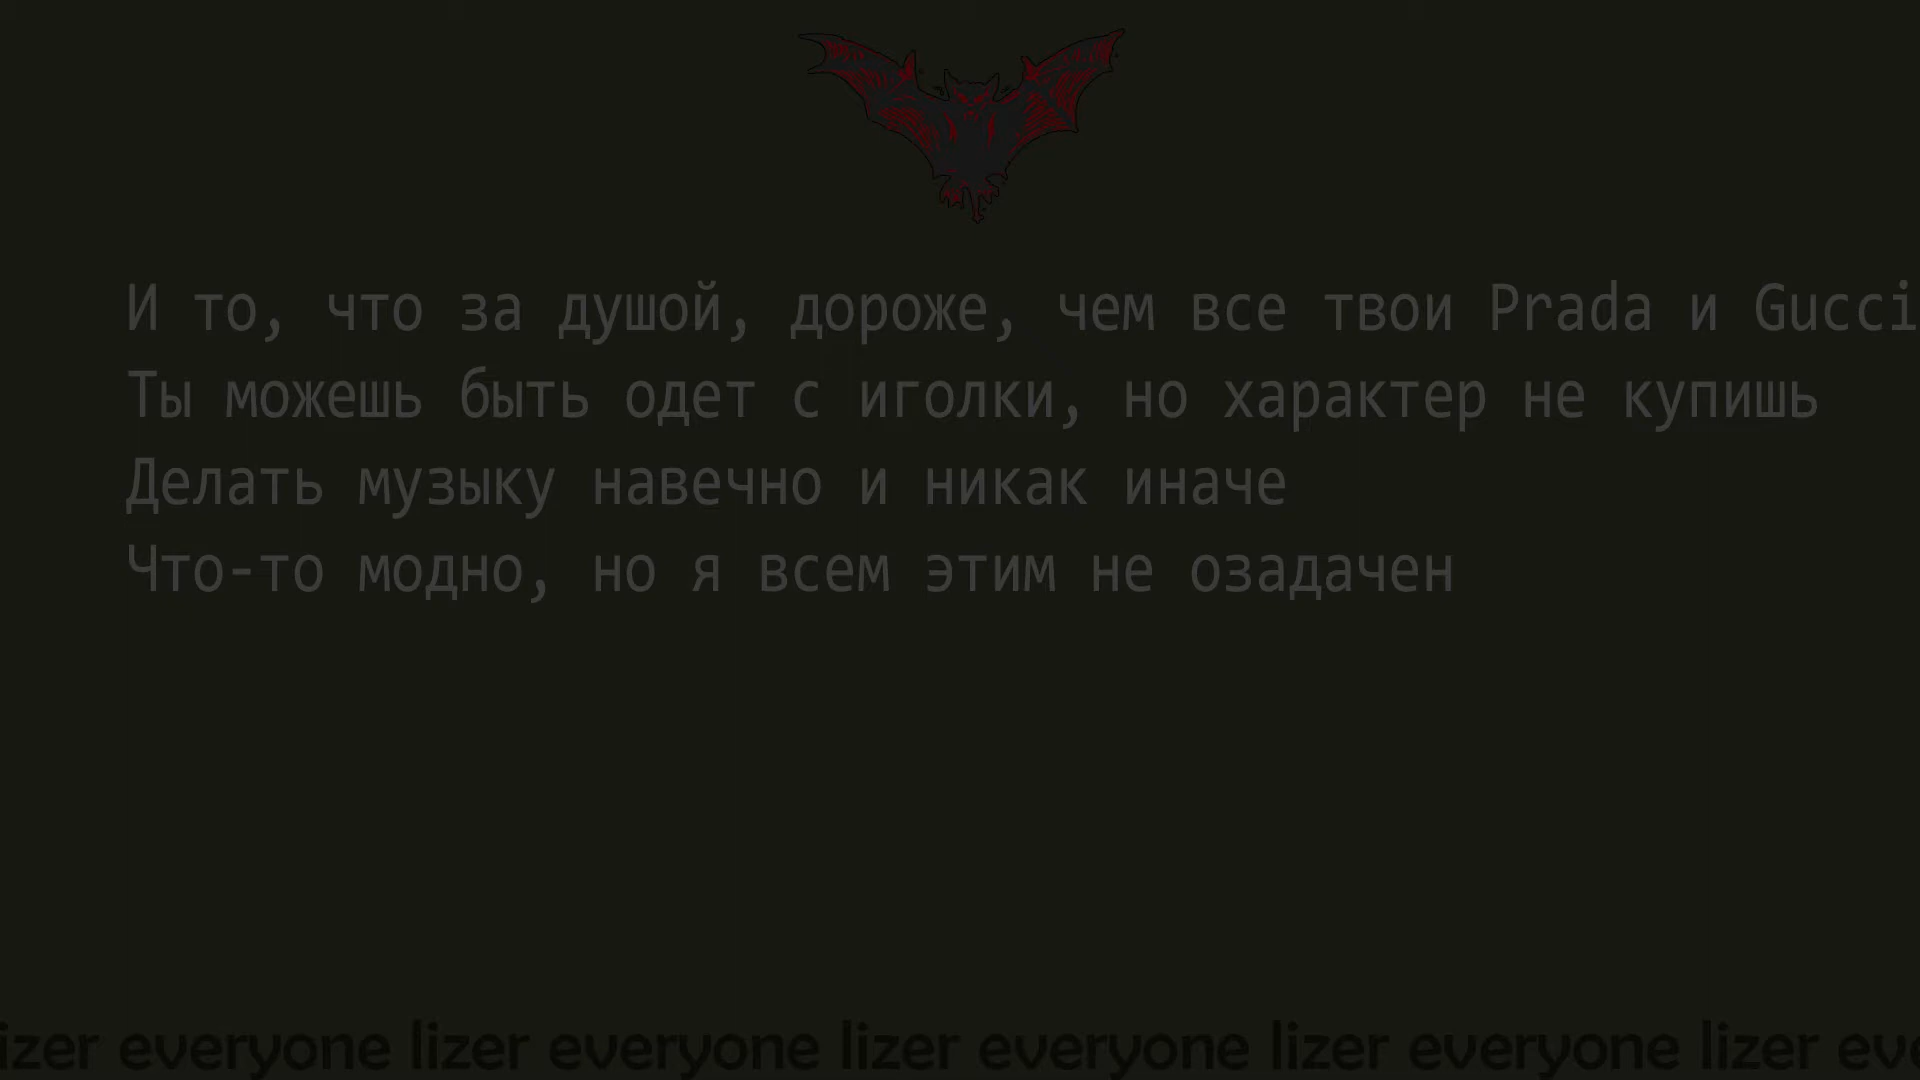 И то, что за душой, дороже, чем все твои Prada и Gucci
Ты можешь быть одет с иголки, но характер не купишь
Делать музыку навечно и никак иначе
Что-то модно, но я всем этим не озадачен
izer everyone lizer everyone lizer everyone lizer everyone lizer eve